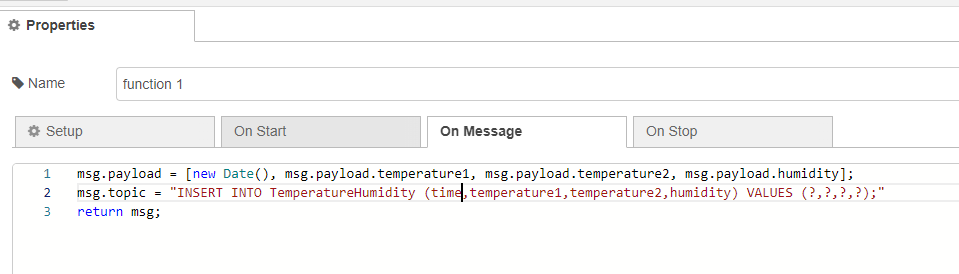 Properties
Name
function 1
Setup
On Start
On Message
On Stop
1 msg.payload = [new Date(), msg.payload.temperature1, msg.payload.temperature2, msg.payload.humidity];
2 msg.topic = "INSERT INTO TemperatureHumidity (time,temperature1,temperature2,humidity) VALUES (?,?,?,?);"
3 return msg;